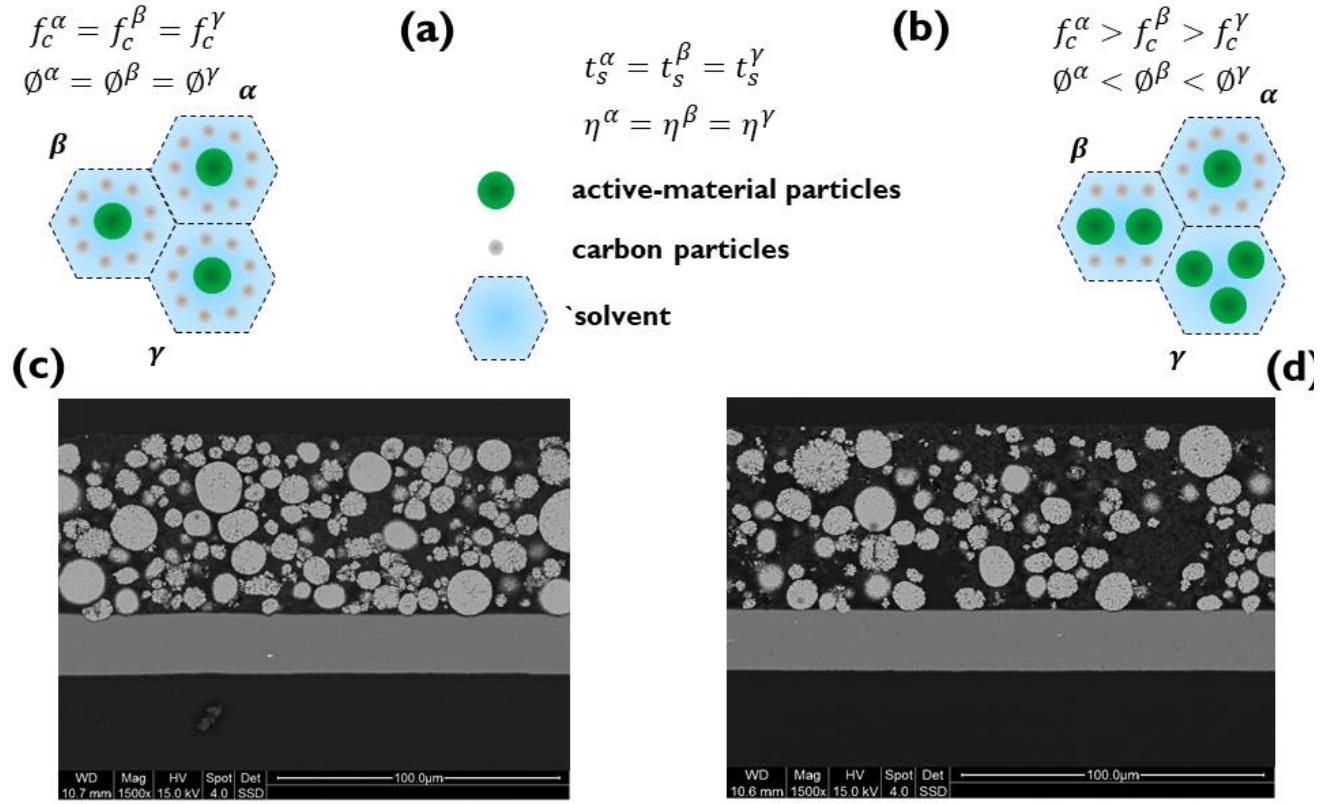 f_c^α = f_c^β = f_c^γ
Ø^α = Ø^β = Ø^γ
α
β
γ
(a)
t_s^α = t_s^β = t_s^γ
η^α = η^β = η^γ
active-material particles
carbon particles
`solvent
(b)
f_c^α > f_c^β > f_c^γ
Ø^α < Ø^β < Ø^γ
α
β
γ
(c)
WD Mag HV Spot Det
10.7 mm 1500x 15.0 kV 4.0 SSD
100.0µm
(d)
WD Mag HV Spot Det
10.6 mm 1500x 15.0 kV 4.0 SSD
100.0µm